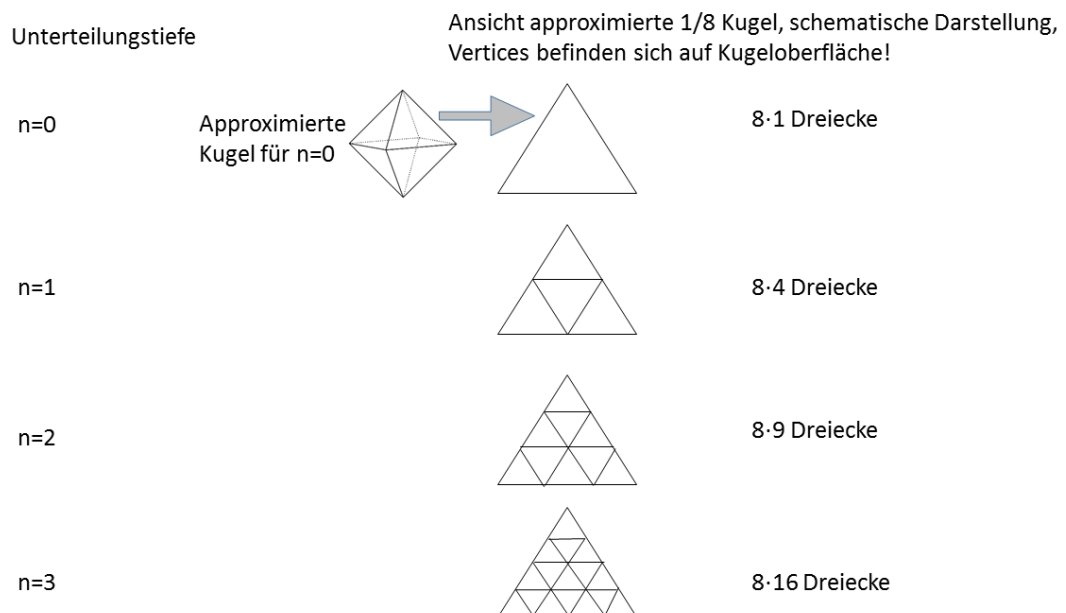 Unterteilungstiefe
Ansicht approximierte 1/8 Kugel, schematische Darstellung,
Vertices befinden sich auf Kugeloberfläche!
n=0
Approximierte
Kugel für n=0
8·1 Dreiecke
n=1
8·4 Dreiecke
n=2
8·9 Dreiecke
n=3
8·16 Dreiecke